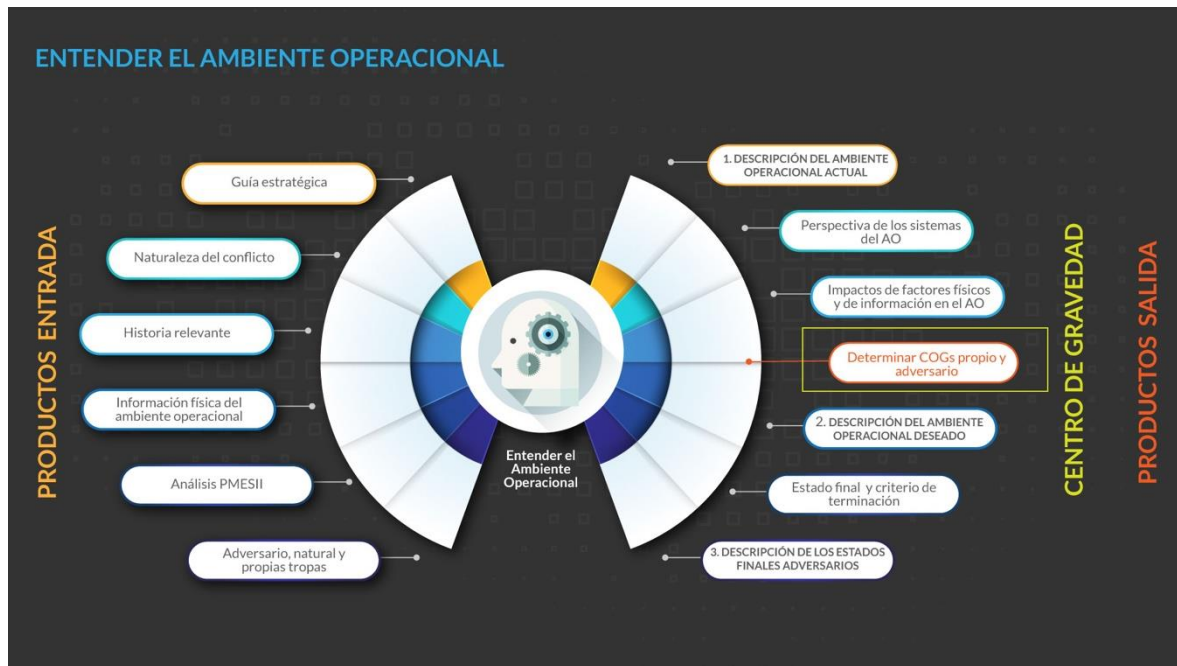 ENTENDER EL AMBIENTE OPERACIONAL
PRODUCTOS ENTRADA
Guía estratégica
Naturaleza del conflicto
Historia relevante
Información física del
ambiente operacional
Análisis PMESII
Adversario, natural y
propias tropas
Entender el
Ambiente
Operacional
1. DESCRIPCIÓN DEL AMBIENTE
OPERACIONAL ACTUAL
Perspectiva de los sistemas
del AO
Impactos de factores físicos
y de información en el AO
Determinar COGs propio y
adversario
2. DESCRIPCIÓN DEL AMBIENTE
OPERACIONAL DESEADO
Estado final y criterio de
terminación
3. DESCRIPCIÓN DE LOS ESTADOS
FINALES ADVERSARIOS
CENTRO DE GRAVEDAD
PRODUCTOS SALIDA